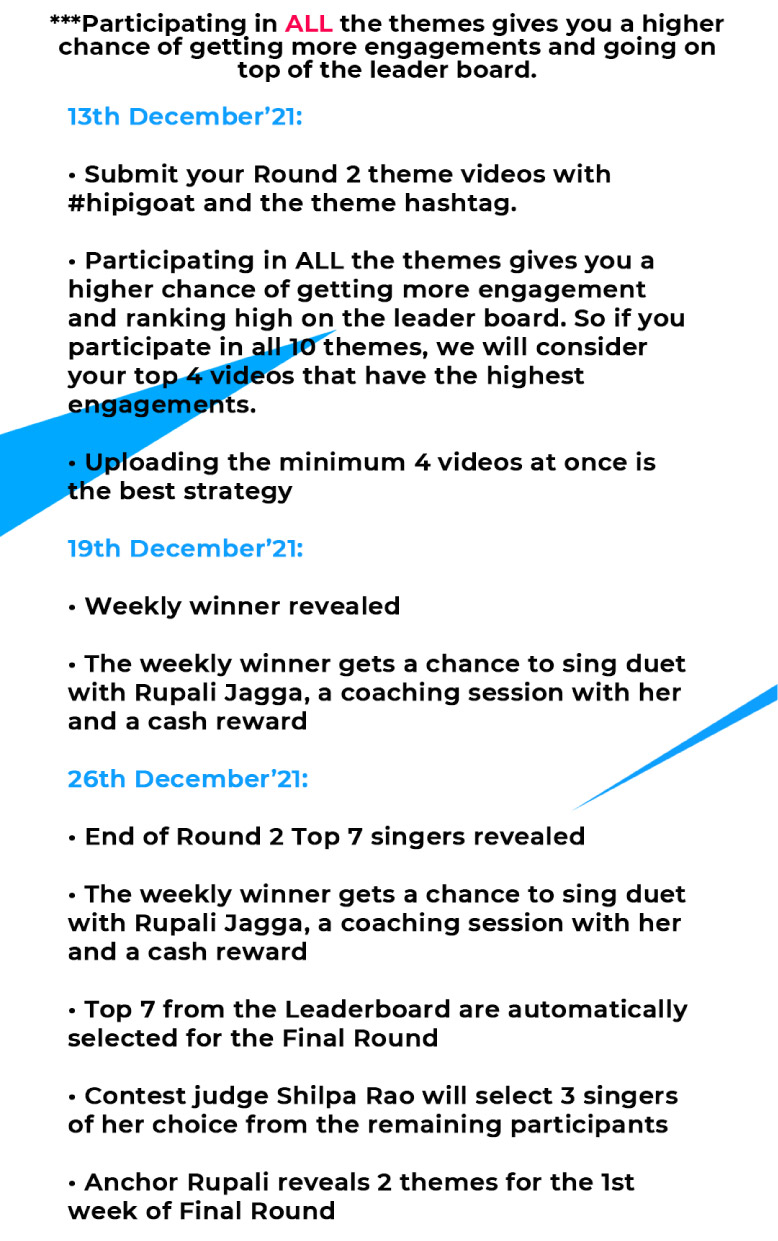 ***Participating in ALL the themes gives you a higher
chance of getting more engagements and going on
top of the leader board.
13th December’21:
• Submit your Round 2 theme videos with
#hipigoat and the theme hashtag.
• Participating in ALL the themes gives you a
higher chance of getting more engagement
and ranking high on the leader board. So if you
participate in all 10 themes, we will consider
your top 4 videos that have the highest
engagements.
• Uploading the minimum 4 videos at once is
the best strategy
19th December’21:
• Weekly winner revealed
• The weekly winner gets a chance to sing duet
with Rupali Jagga, a coaching session with her
and a cash reward
26th December’21:
• End of Round 2 Top 7 singers revealed
• The weekly winner gets a chance to sing duet
with Rupali Jagga, a coaching session with her
and a cash reward
• Top 7 from the Leaderboard are automatically
selected for the Final Round
• Contest judge Shilpa Rao will select 3 singers
of her choice from the remaining participants
• Anchor Rupali reveals 2 themes for the 1st
week of Final Round